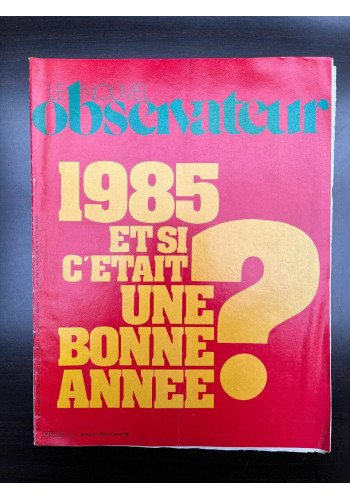 LE NOUVEL
observateur
1985
ET SI
C'ETAIT
UNE
BONNE
ANNEE
?